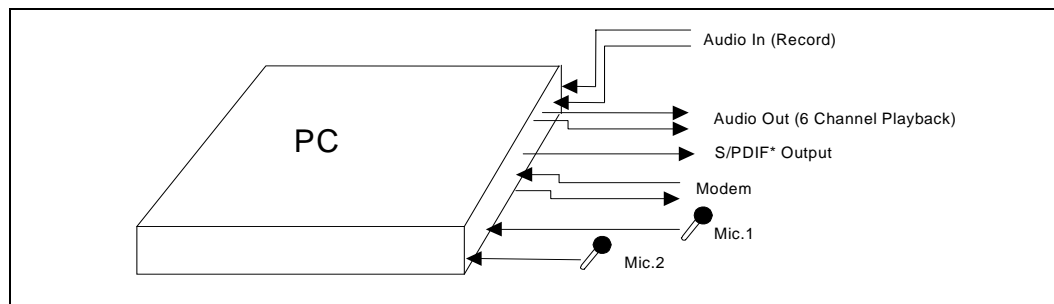 Audio In (Record)
PC
Audio Out (6 Channel Playback)
S/PDIF* Output
Modem
Mic.1
Mic.2